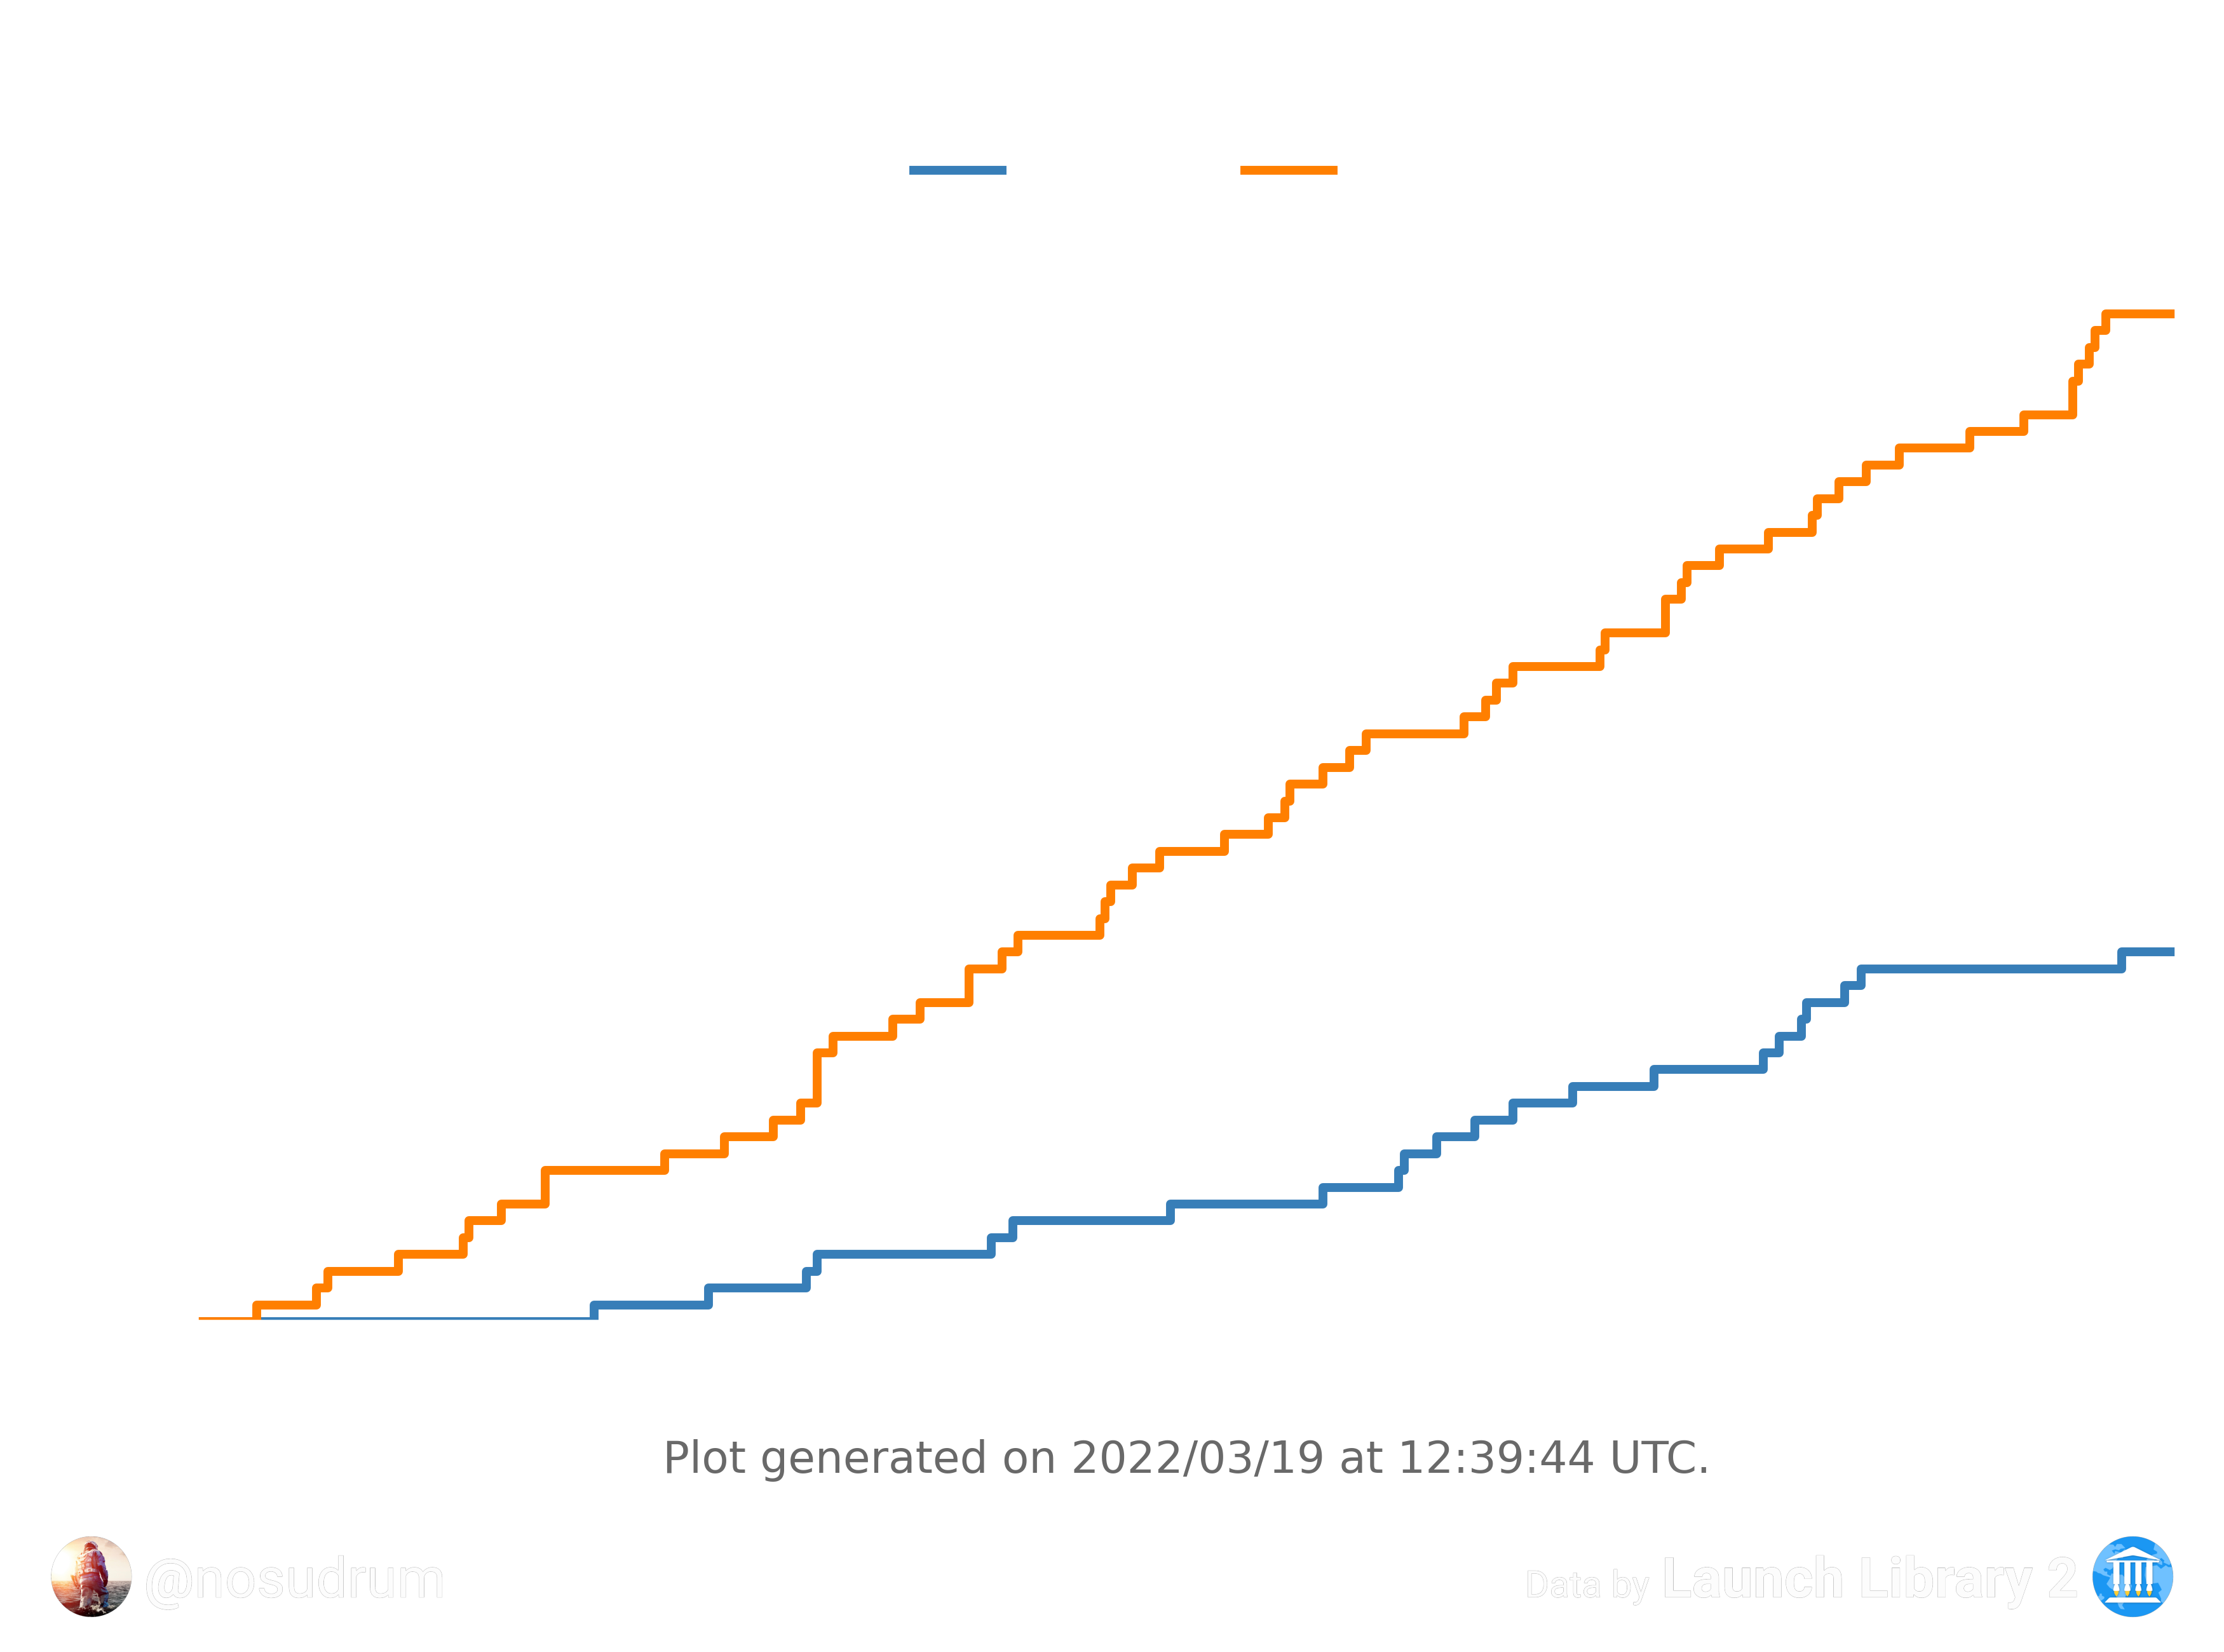 Plot generated on 2022/03/19 at 12:39:44 UTC.
@nosudrum
Data by Launch Library 2